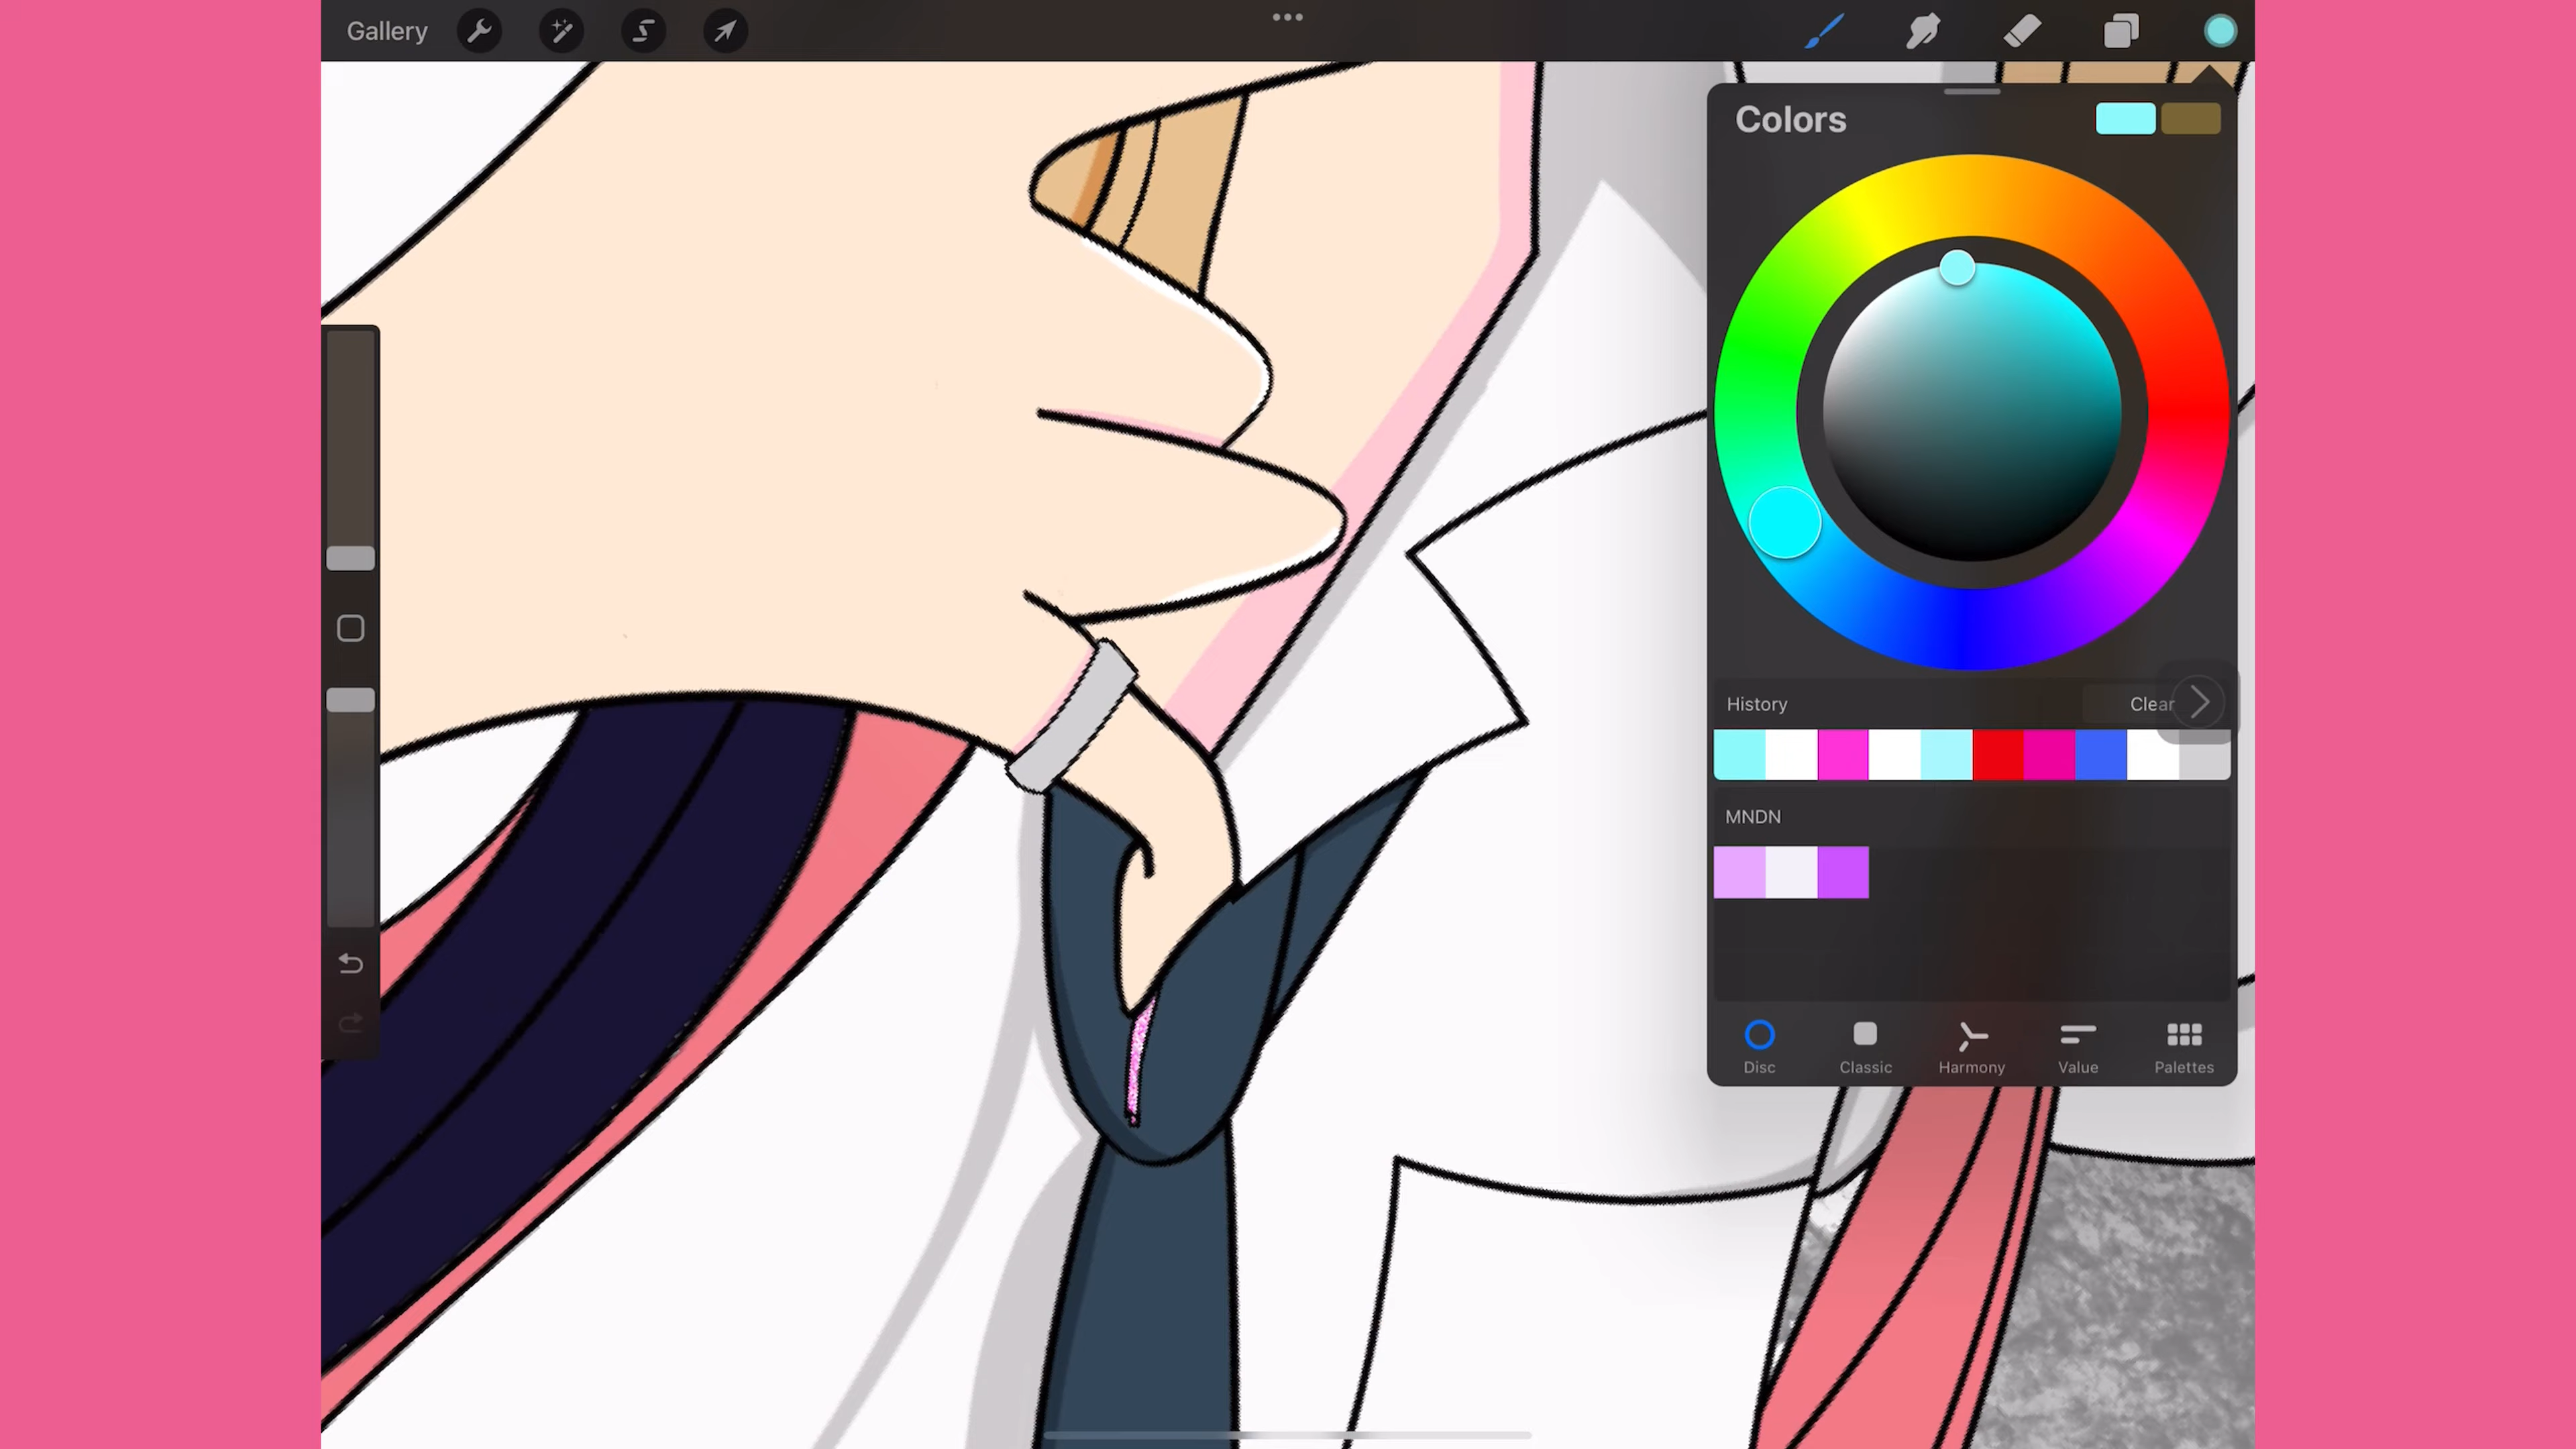 Gallery
Colors
History
Clear
MNDN
Disc
Classic
Harmony
Value
Palettes